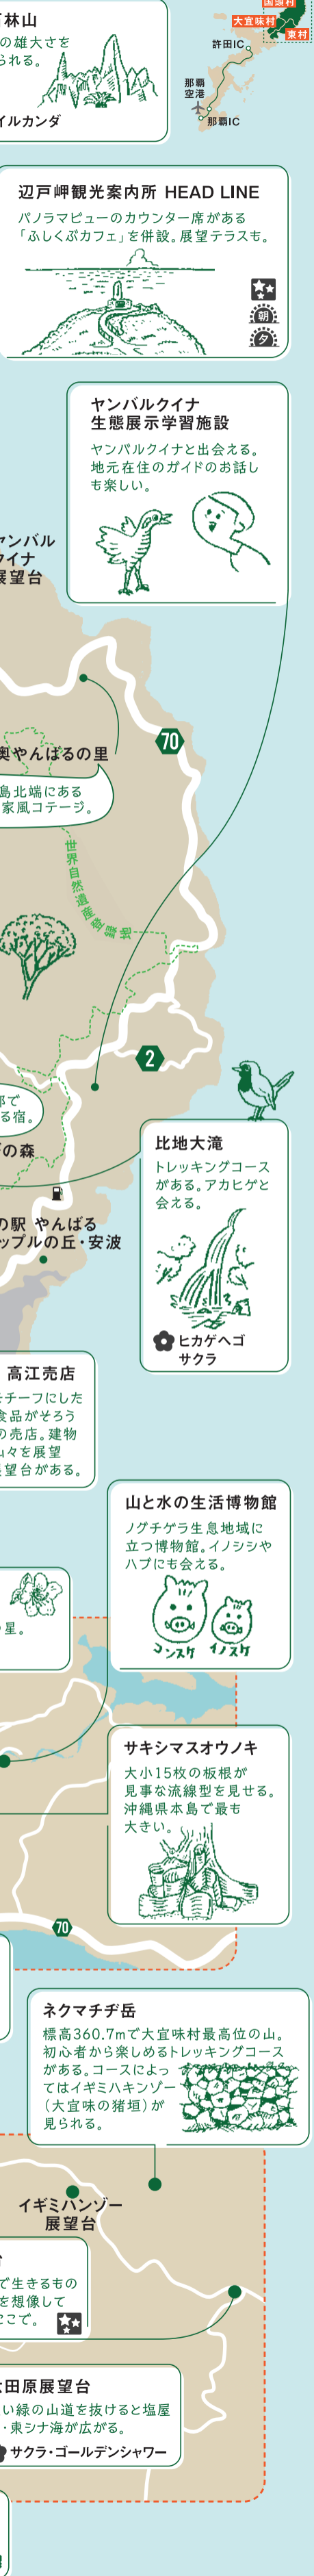 石林山
の雄大さを
られる。
イルカンダ
国頭村
大宜味村
東村
許田IC
那覇
空港
那覇IC
辺戸岬観光案内所 HEAD LINE
パノラマビューのカウンター席がある
「ふしくぶカフェ」を併設。展望テラスも。
朝
夕
ヤンバルクイナ
生態展示学習施設
ヤンバルクイナと出会える。
地元在住のガイドのお話し
も楽しい。
ヤンバル
クイナ
展望台
70
奥やんばるの里
島北端にある
家風コテージ。
世界自然遺産登録地
2
部で
る宿。
の森
比地大滝
トレッキングコース
がある。アカヒゲと
会える。
ヒカゲヘゴ
サクラ
の駅 やんばる
ップルの丘・安波
高江売店
モチーフにした
食品がそろう
の売店。建物
山々を展望
望台がある。
山と水の生活博物館
ノグチゲラ生息地域に
立つ博物館。イノシシや
ハブにも会える。
コンスケ イノスケ
星。
サキシマスオウノキ
大小15枚の板根が
見事な流線型を見せる。
沖縄県本島で最も
大きい。
70
ネクマチヂ岳
標高360.7mで大宜味村最高位の山。
初心者から楽しめるトレッキングコース
がある。コースによっ
てはイギミハキンゾー
（大宜味の猪垣）が
見られる。
イギミハンゾー
展望台
で生きるもの
を想像して
ここで。
田原展望台
い緑の山道を抜けると塩屋
・東シナ海が広がる。
サクラ・ゴールデンシャワー